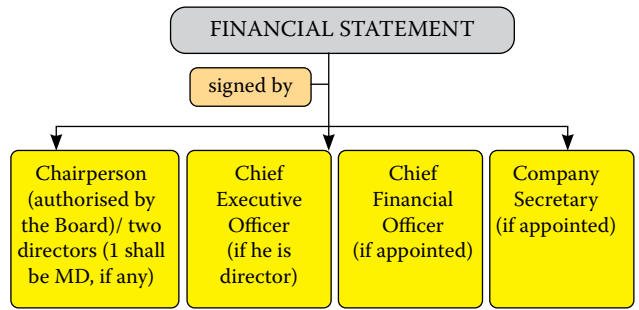 FINANCIAL STATEMENT
signed by
Chairperson
(authorised by
the Board)/ two
directors (1 shall
be MD, if any)
Chief
Executive
Officer
(if he is
director)
Chief
Financial
Officer
(if appointed)
Company
Secretary
(if appointed)